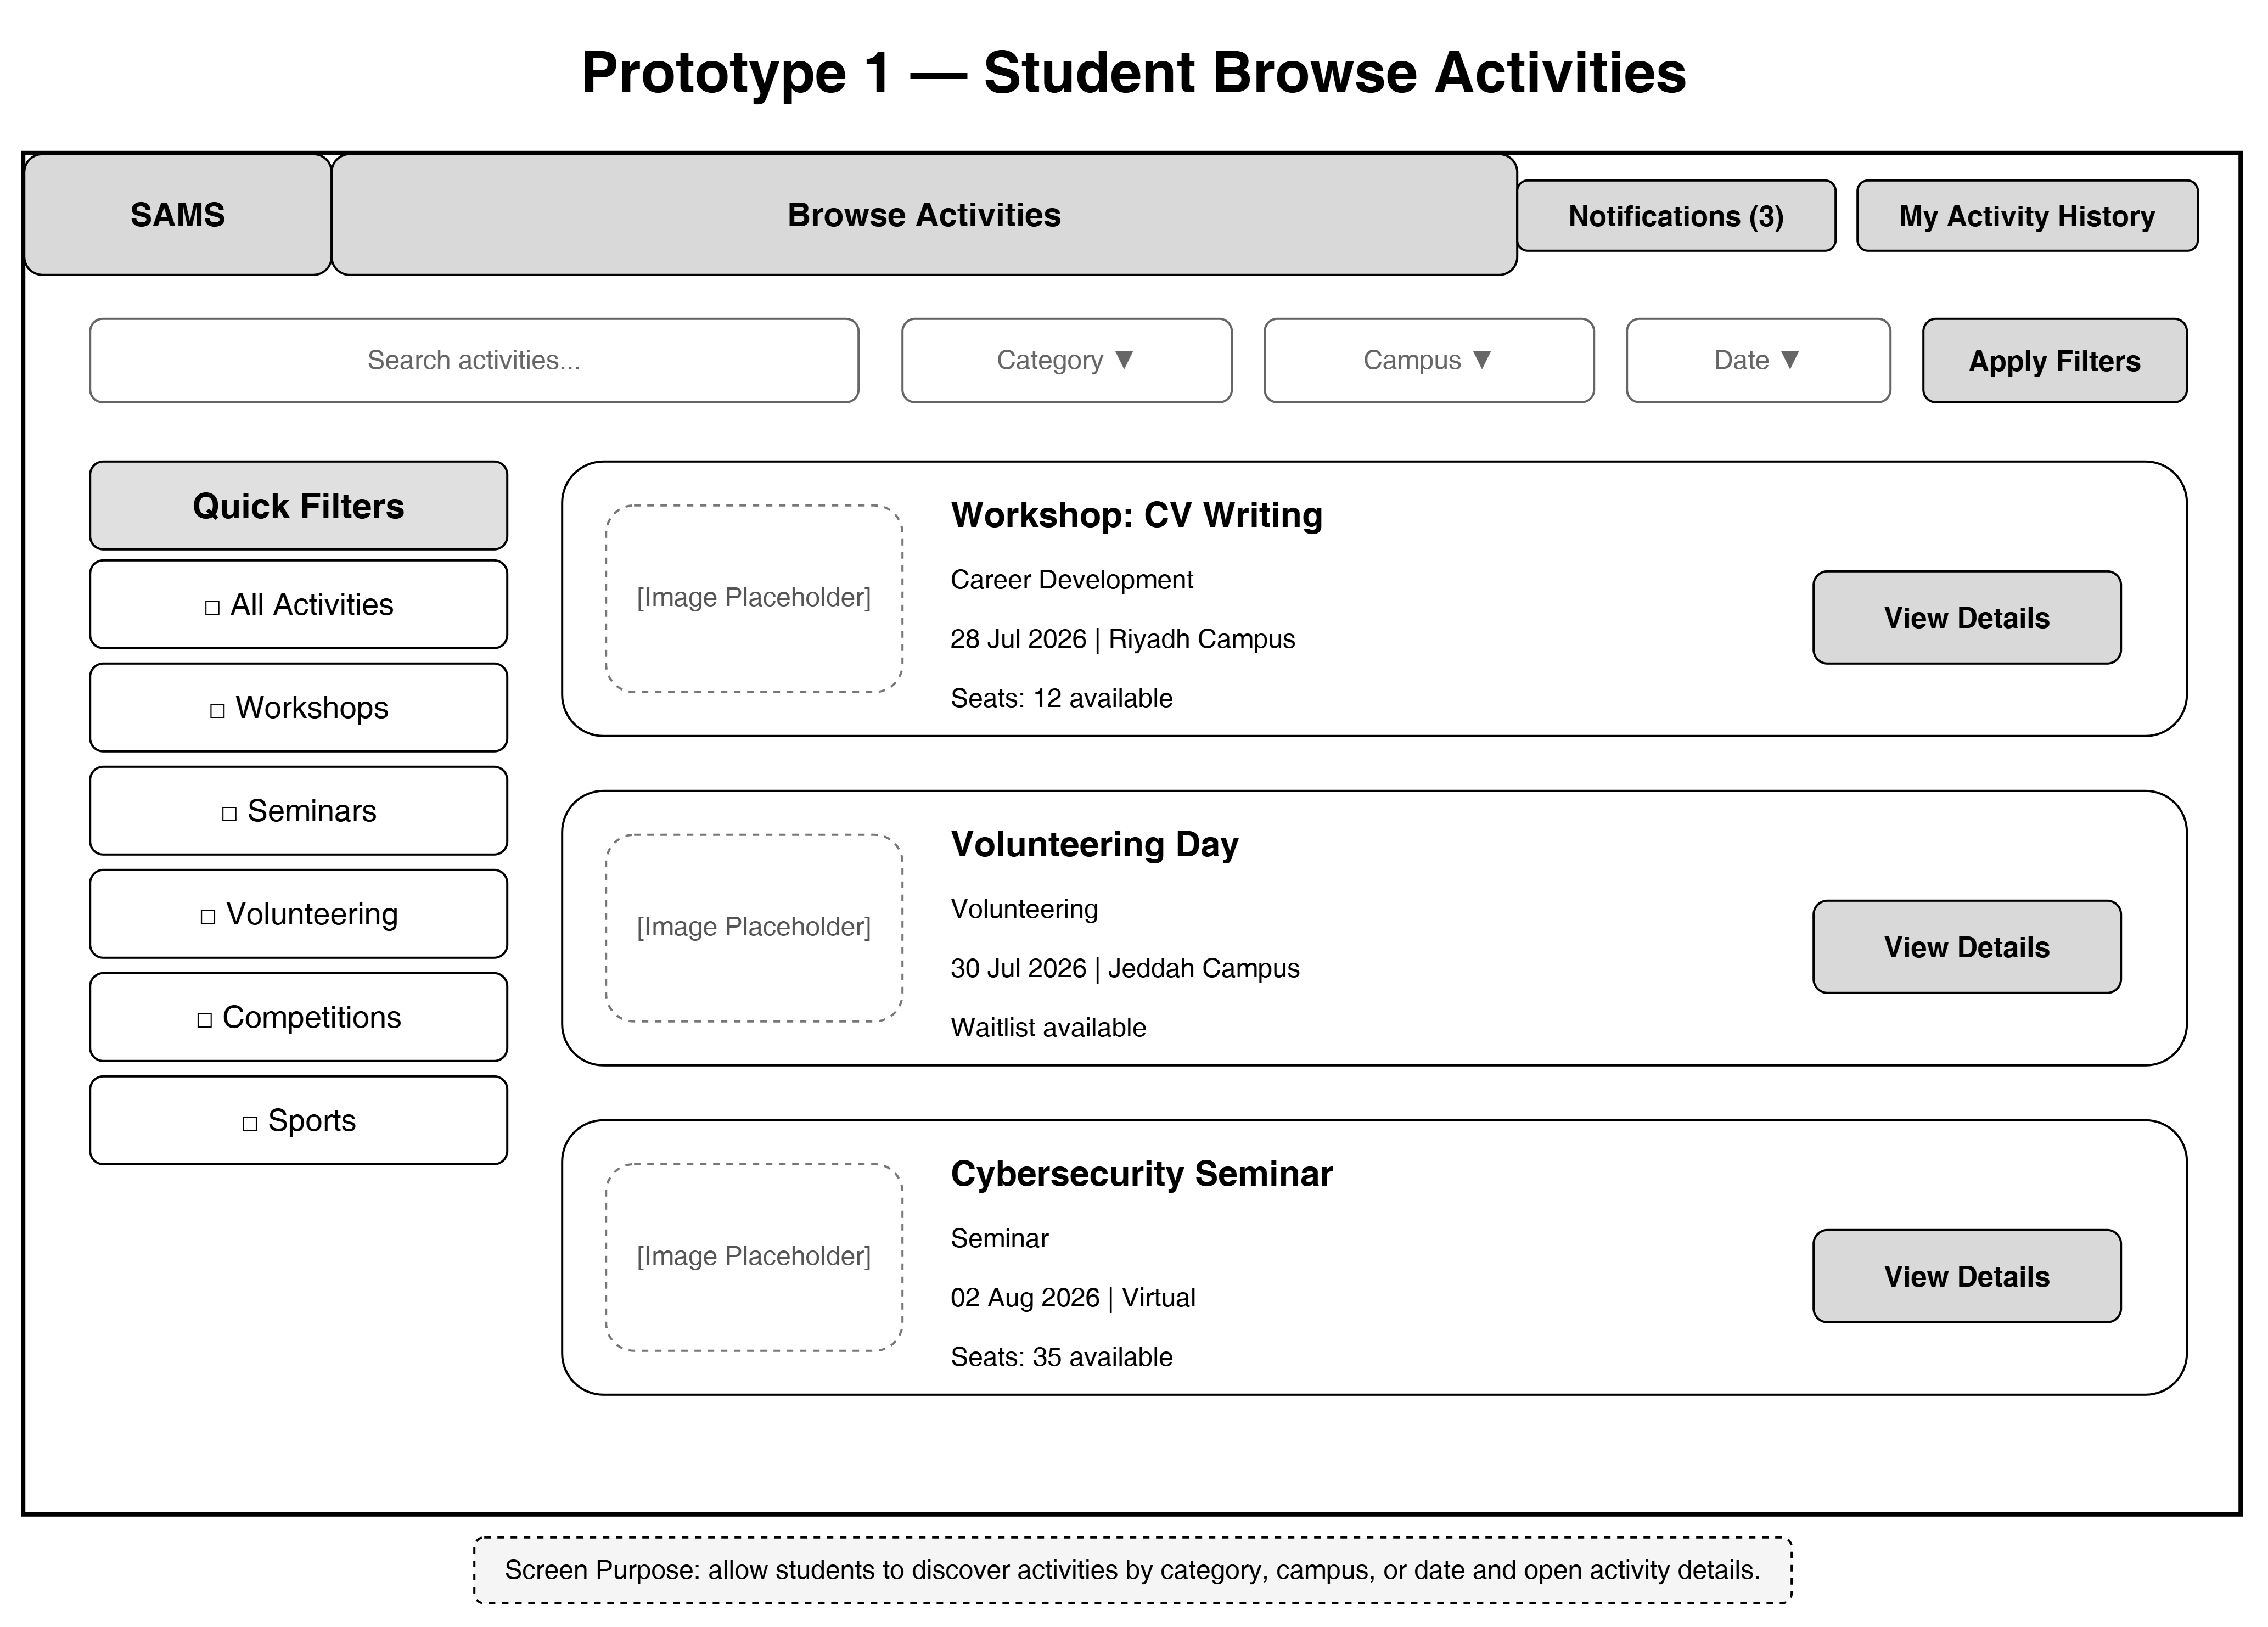 Prototype 1 — Student Browse Activities
SAMS
Browse Activities
Notifications (3)
My Activity History
Search activities...
Category ▼
Campus ▼
Date ▼
Apply Filters
Quick Filters
□ All Activities
□ Workshops
□ Seminars
□ Volunteering
□ Competitions
□ Sports
[Image Placeholder]
Workshop: CV Writing
Career Development
28 Jul 2026 | Riyadh Campus
Seats: 12 available
View Details
[Image Placeholder]
Volunteering Day
Volunteering
30 Jul 2026 | Jeddah Campus
Waitlist available
View Details
[Image Placeholder]
Cybersecurity Seminar
Seminar
02 Aug 2026 | Virtual
Seats: 35 available
View Details
Screen Purpose: allow students to discover activities by category, campus, or date and open activity details.